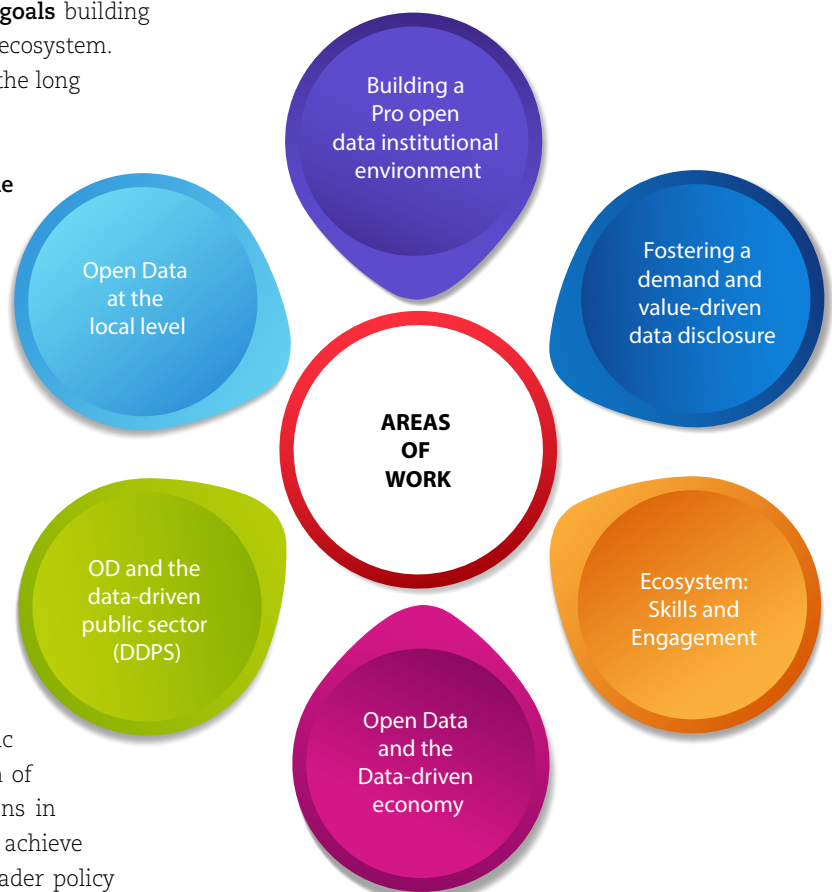 goals building
ecosystem.
the long
Building a
Pro open
data institutional
environment
Open Data
at the
local level
Fostering a
demand and
value-driven
data disclosure
AREAS
OF
WORK
OD and the
data-driven
public sector
(DDPS)
Ecosystem:
Skills and
Engagement
Open Data
and the
Data-driven
economy
of
in
achieve
policy